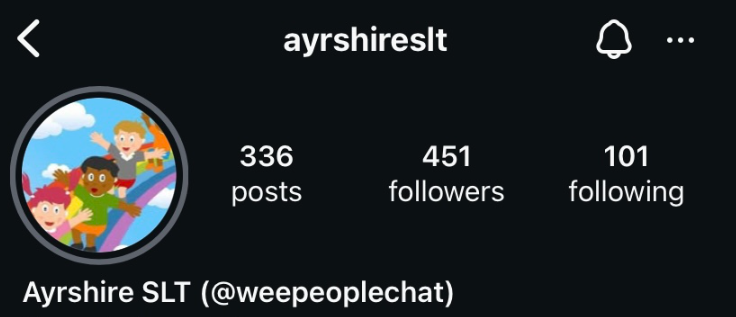 ayrshireslt
336 451 101
posts followers following
Ayrshire SLT (@weepeoplechat)